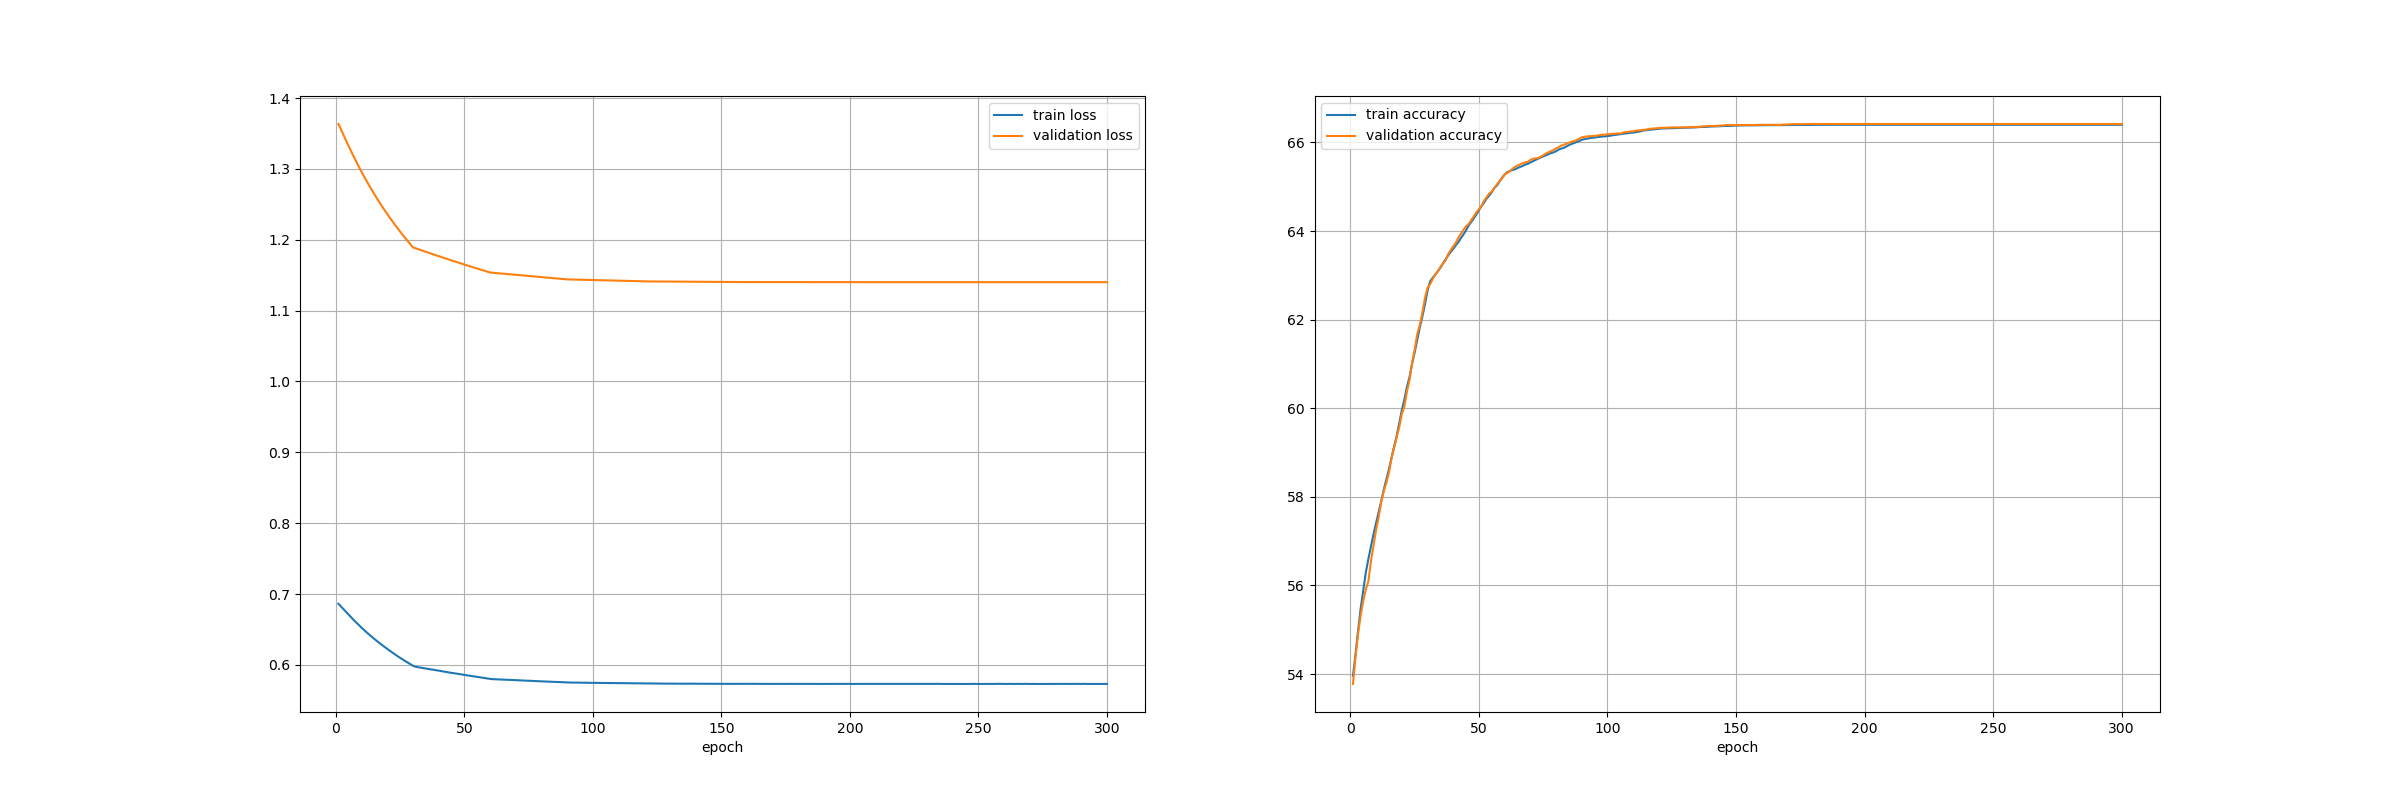 train loss
validation loss
1.4
1.3
1.2
1.1
1.0
0.9
0.8
0.7
0.6
0 50 100 150 200 250 300
epoch
train accuracy
validation accuracy
66
64
62
60
58
56
54
0 50 100 150 200 250 300
epoch